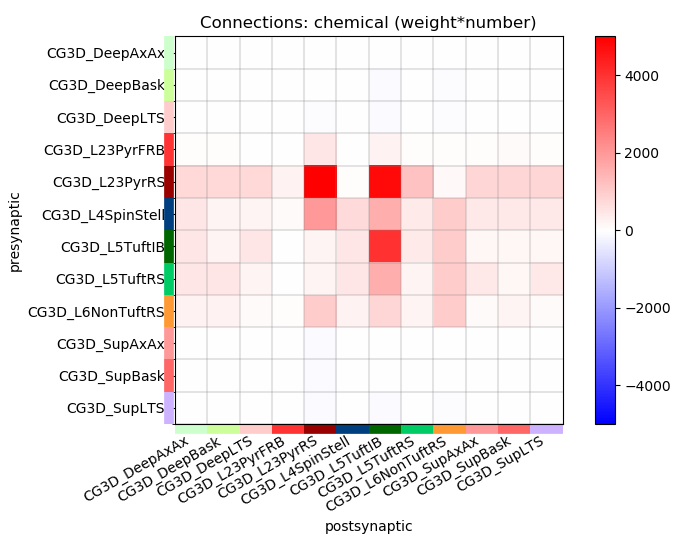 Connections: chemical (weight*number)
presynaptic
CG3D_DeepAxAx
CG3D_DeepBask
CG3D_DeepLTS
CG3D_L23PyrFRB
CG3D_L23PyrRS
CG3D_L4SpinStell
CG3D_L5TuftIB
CG3D_L5TuftRS
CG3D_L6NonTuftRS
CG3D_SupAxAx
CG3D_SupBask
CG3D_SupLTS
CG3D_DeepAxAx
CG3D_DeepBask
CG3D_DeepLTS
CG3D_L23PyrFRB
CG3D_L23PyrRS
CG3D_L4SpinStell
CG3D_L5TuftIB
CG3D_L5TuftRS
CG3D_L6NonTuftRS
CG3D_SupAxAx
CG3D_SupBask
CG3D_SupLTS
postsynaptic
4000
2000
0
−2000
−4000